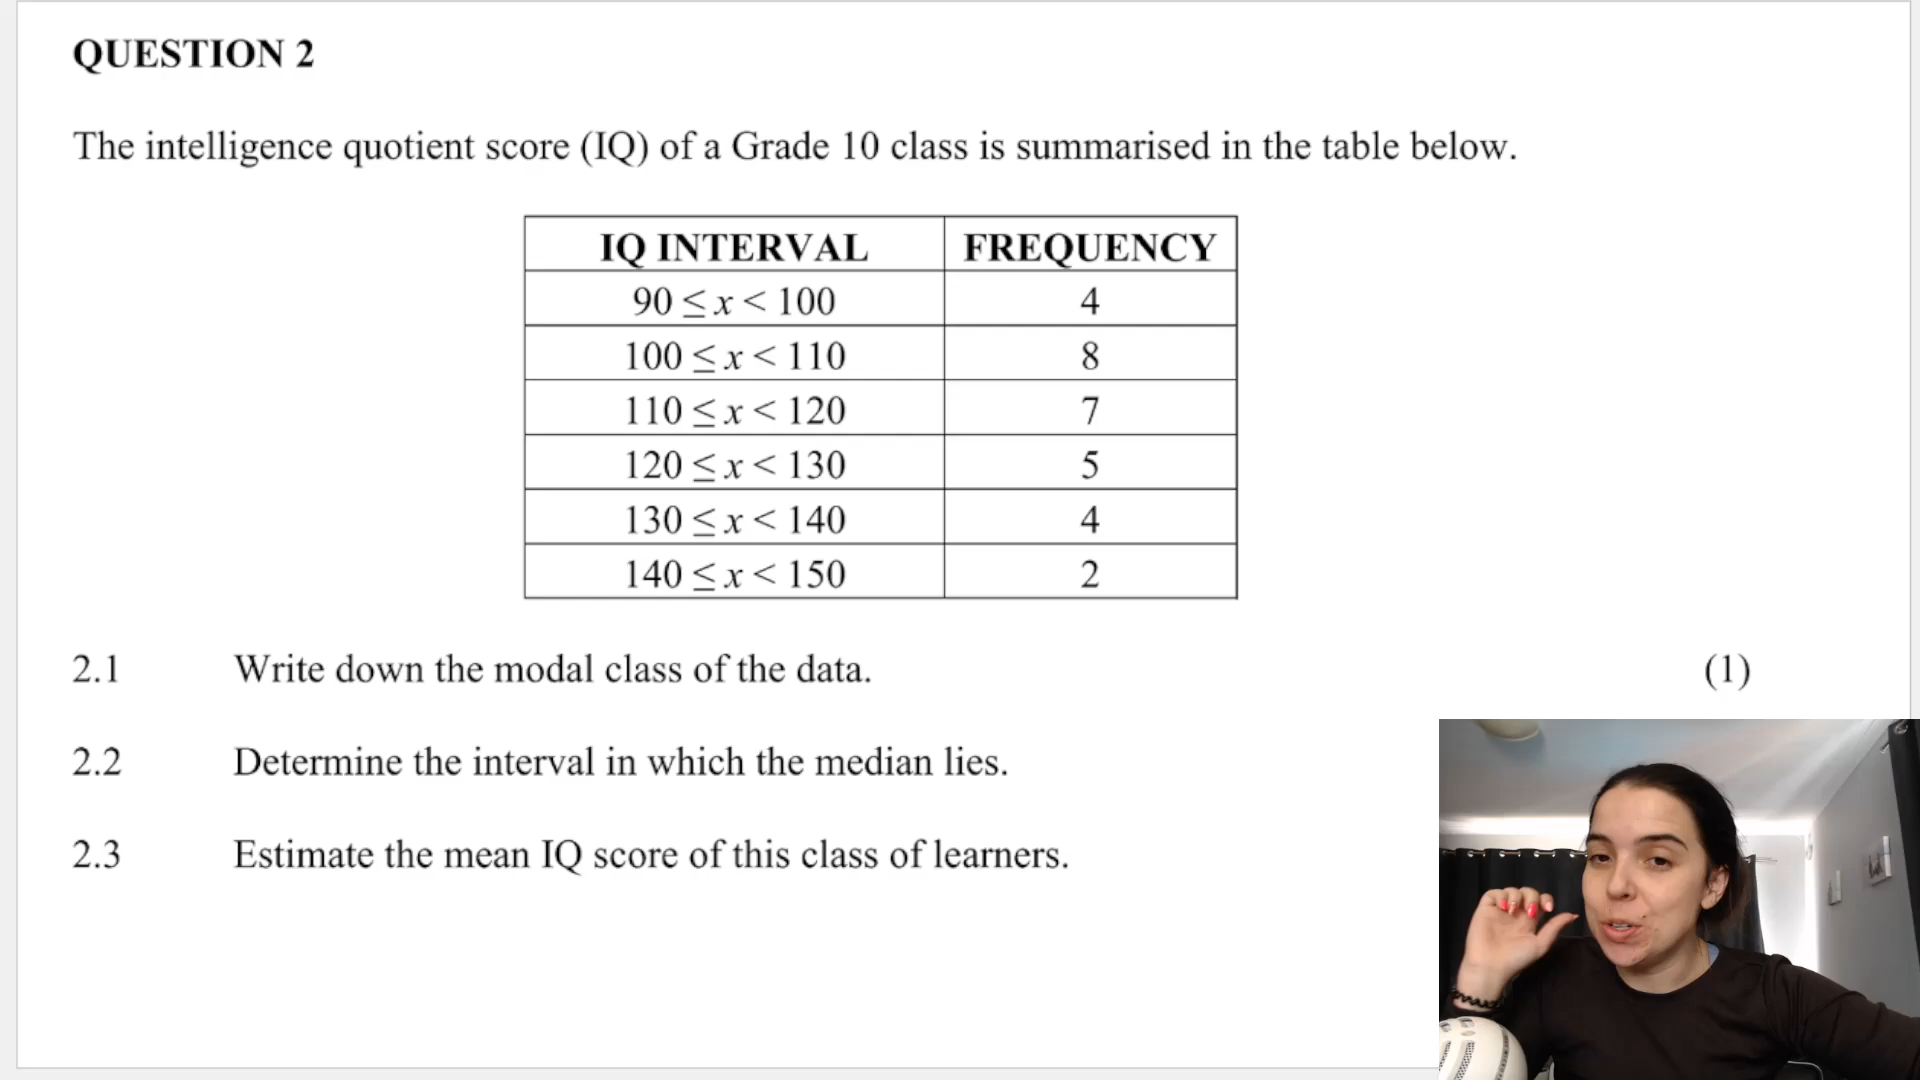 QUESTION 2
The intelligence quotient score (IQ) of a Grade 10 class is summarised in the table below.
IQ INTERVAL FREQUENCY
90 ≤ x < 100 4
100 ≤ x < 110 8
110 ≤ x < 120 7
120 ≤ x < 130 5
130 ≤ x < 140 4
140 ≤ x < 150 2
2.1 Write down the modal class of the data. (1)
2.2 Determine the interval in which the median lies.
2.3 Estimate the mean IQ score of this class of learners.